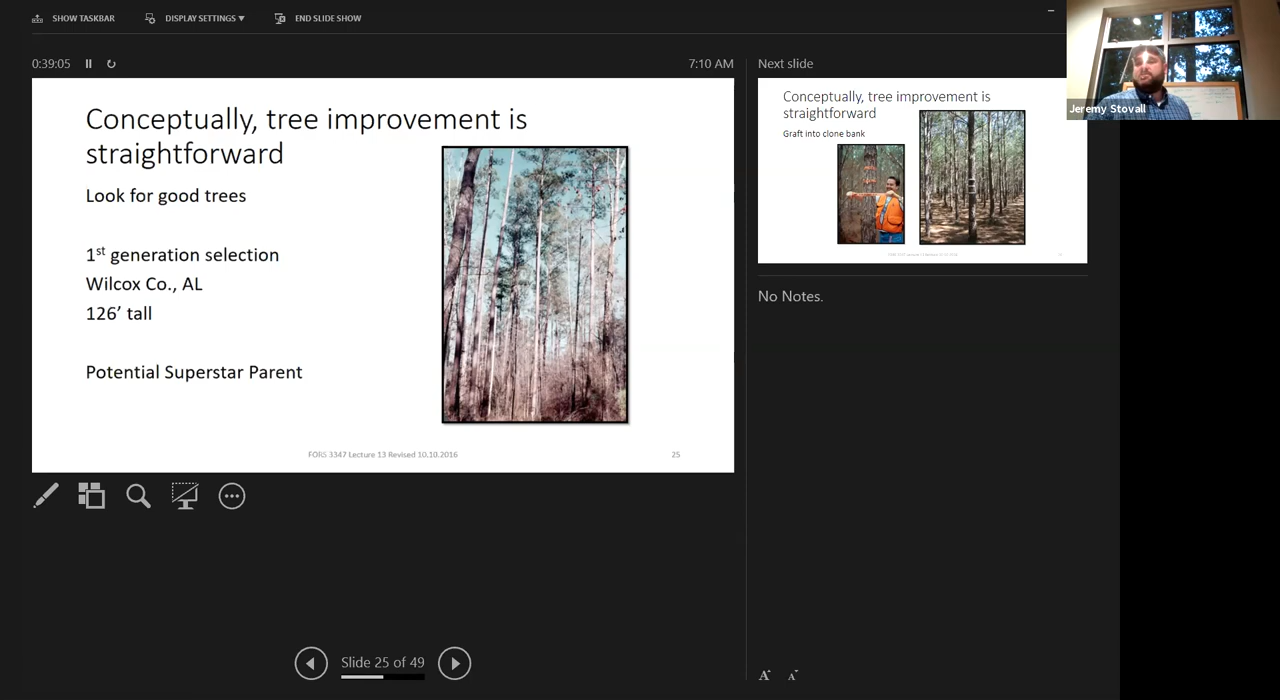 SHOW TASKBAR
DISPLAY SETTINGS ▼
END SLIDE SHOW
0:39:05
7:10 AM
Conceptually, tree improvement is
straightforward
Look for good trees
1st generation selection
Wilcox Co., AL
126’ tall
Potential Superstar Parent
FORS 3347 Lecture 13 Revised 10.10.2016
25
Slide 25 of 49
Next slide
Conceptually, tree improvement is
straightforward
Graft into clone bank
No Notes.
A
A
Jeremy Stovall